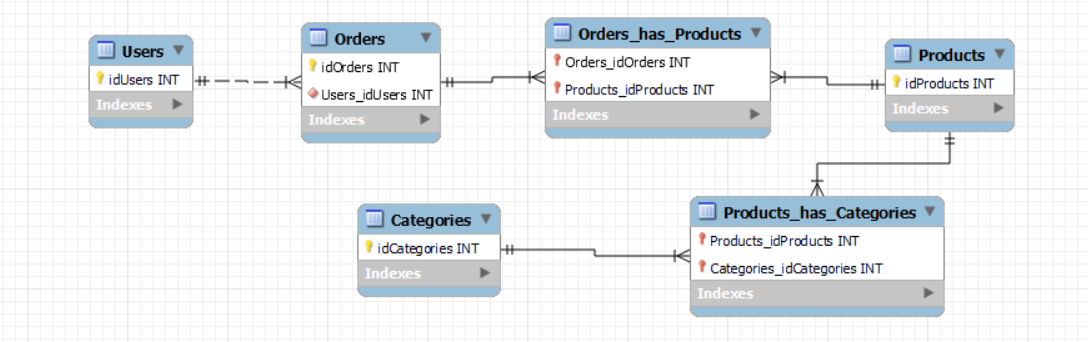 Users
idUsers INT
Indexes
Orders
idOrders INT
Users_idUsers INT
Indexes
Orders_has_Products
Orders_idOrders INT
Products_idProducts INT
Indexes
Products
idProducts INT
Indexes
Categories
idCategories INT
Indexes
Products_has_Categories
Products_idProducts INT
Categories_idCategories INT
Indexes